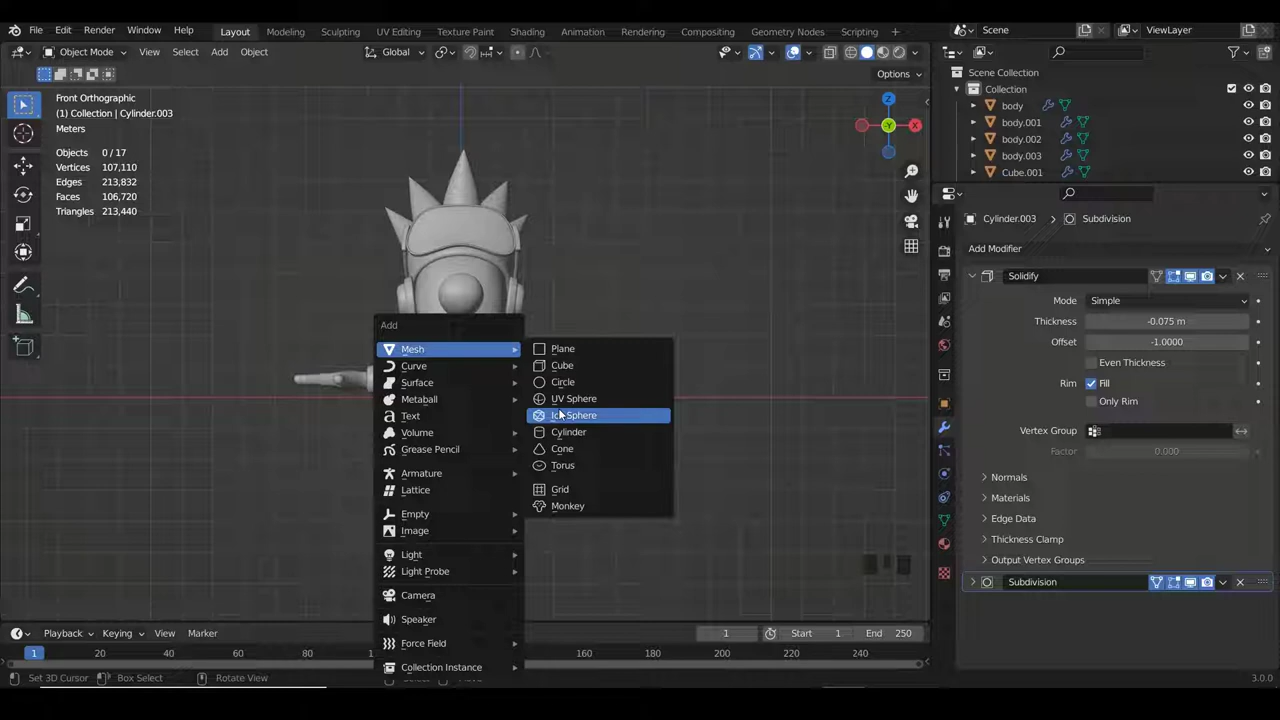 File Edit Render Window Help Layout Modeling Sculpting UV Editing Texture Paint Shading Animation Rendering Compositing Geometry Nodes Scripting + Scene ViewLayer
Object Mode View Select Add Object Global
Options
Front Orthographic
(1) Collection | Cylinder.003
Meters
Objects 0 / 17
Vertices 107,110
Edges 213,832
Faces 106,720
Triangles 213,440
Z
Y
X
Add
Mesh
Curve
Surface
Metaball
Text
Volume
Grease Pencil
Armature
Lattice
Empty
Image
Light
Light Probe
Camera
Speaker
Force Field
Collection Instance
Plane
Cube
Circle
UV Sphere
Ico Sphere
Cylinder
Cone
Torus
Grid
Monkey
Scene Collection
Collection
body
body.001
body.002
body.003
Cube.001
Cylinder.003 > Subdivision
Add Modifier
Solidify
Mode Simple
Thickness -0.075 m
Offset -1.0000
Even Thickness
Rim Fill
Only Rim
Vertex Group
Factor 0.000
Normals
Materials
Edge Data
Thickness Clamp
Output Vertex Groups
Subdivision
Playback Keying View Marker 1 Start 1 End 250
1 20 40 60 80 160 180 200 220 240
Set 3D Cursor Box Select Rotate View Select Move 3.0.0